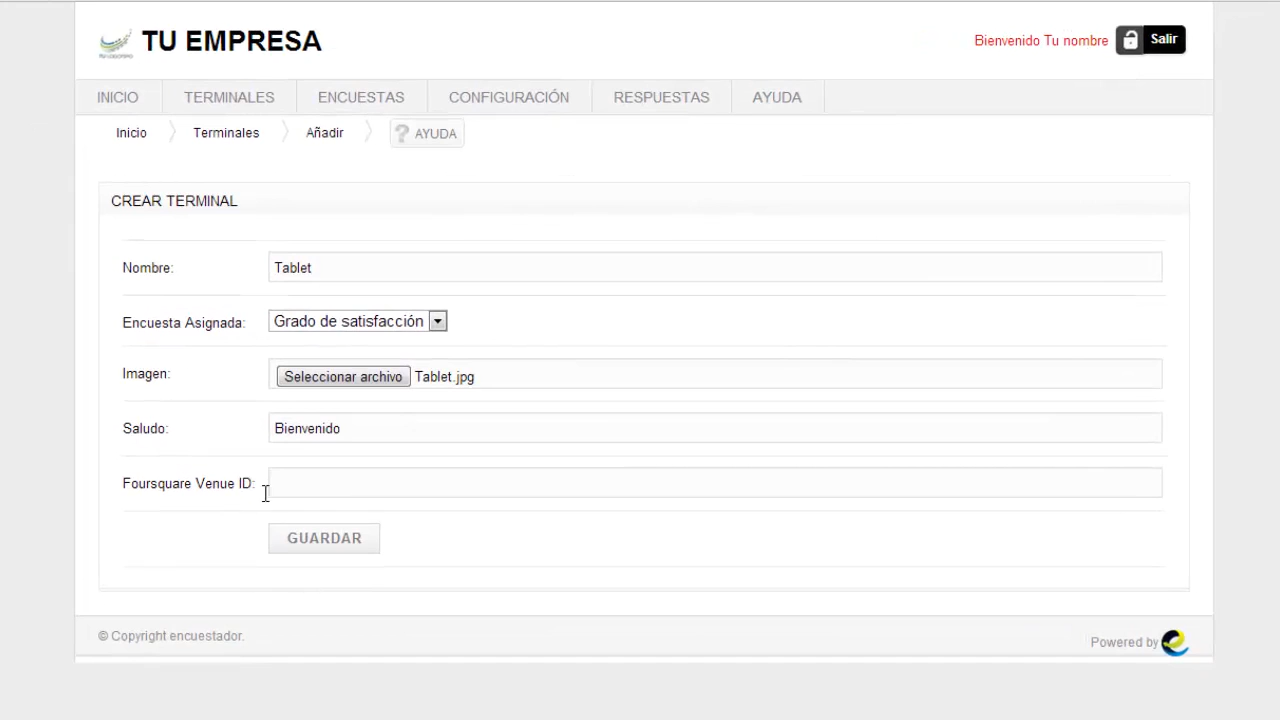 TU EMPRESA
Bienvenido Tu nombre
Salir
INICIO TERMINALES ENCUESTAS CONFIGURACIÓN RESPUESTAS AYUDA
Inicio Terminales Añadir ? AYUDA
CREAR TERMINAL
Nombre: Tablet
Encuesta Asignada: Grado de satisfacción
Imagen: Seleccionar archivo Tablet.jpg
Saludo: Bienvenido
Foursquare Venue ID:
GUARDAR
© Copyright encuestador.
Powered by